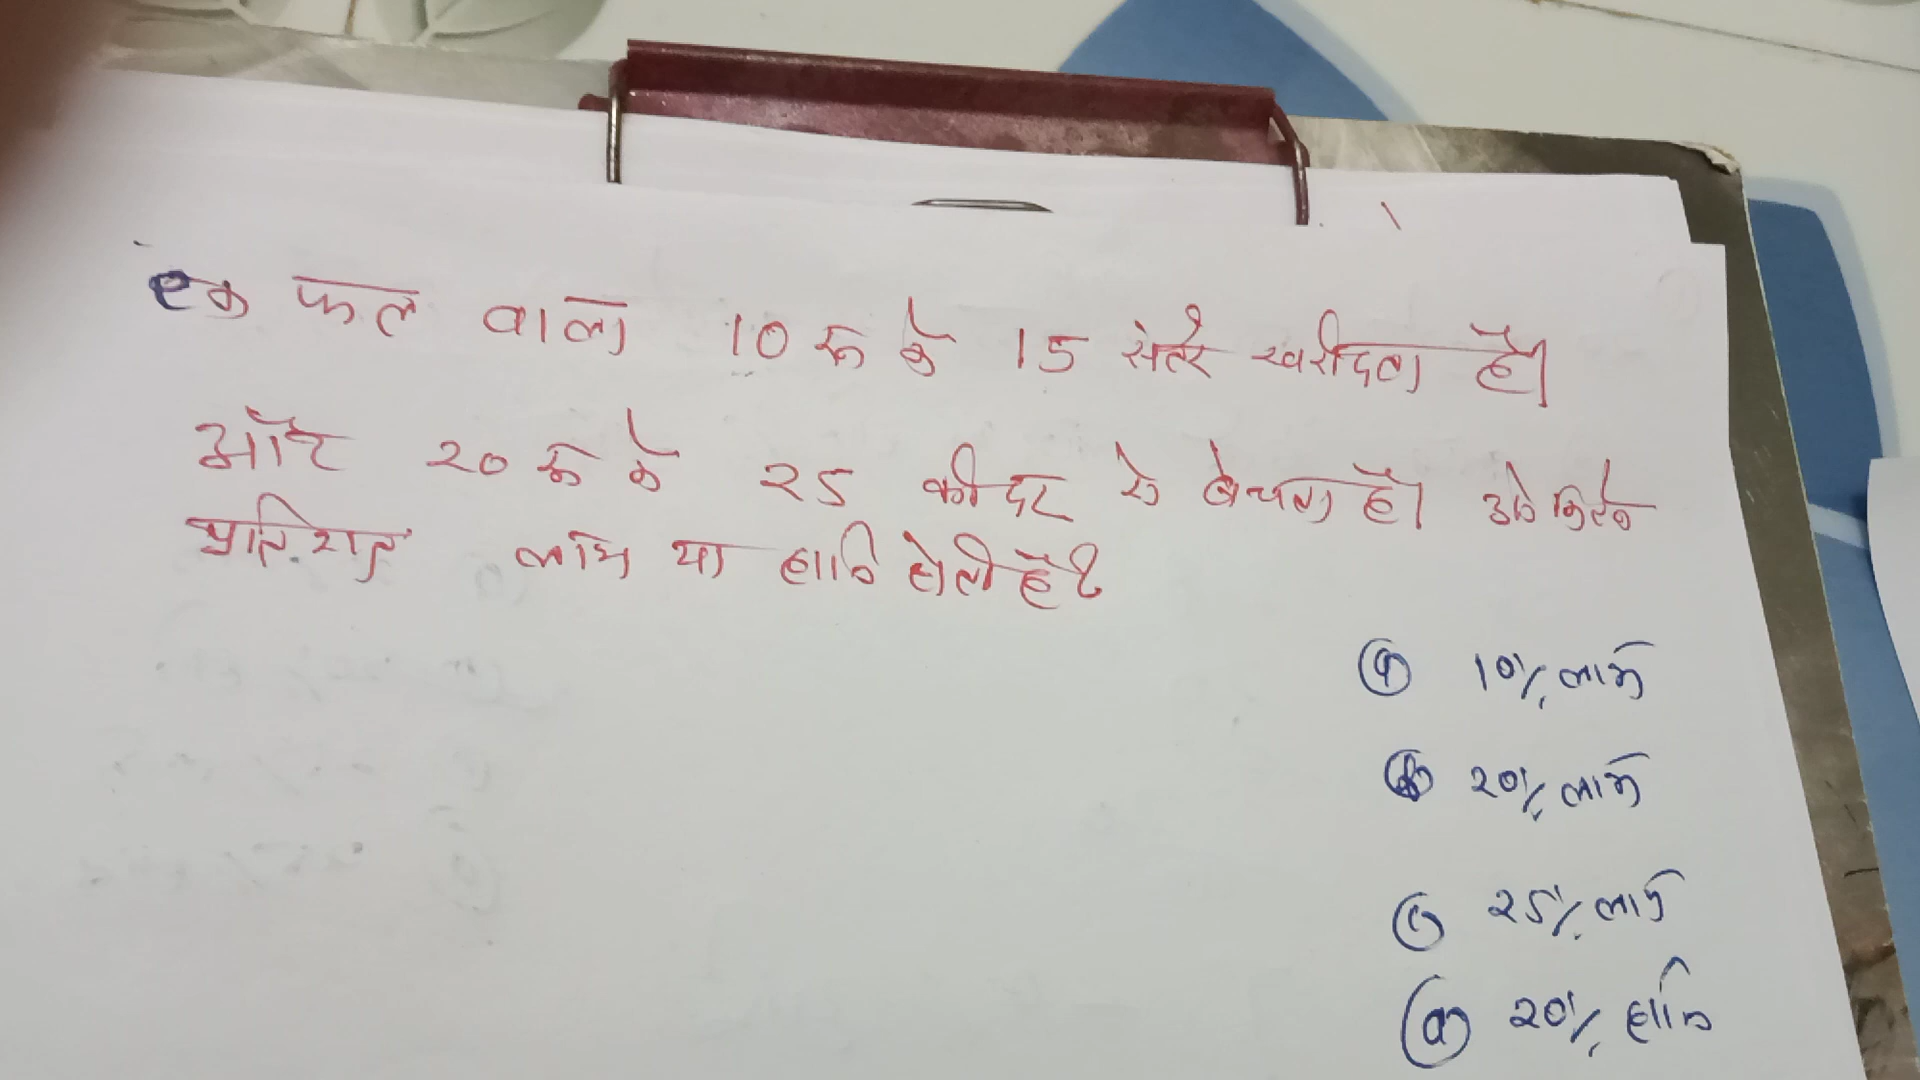 एक फल वाला 10 रू के 15 संतरे खरीदता है।
और 20 रू के 25 की दर से बेचता है। उसे कितने
प्रतिशत लाभ या हानि होती है?
10% लाभ
20% लाभ
25% लाभ
20% हानि